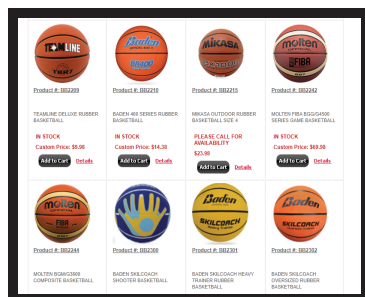 TEAMLINE
Baden
MIKASA
molten
FIBA
Product #: BB2209
Product #: BB2210
Product #: BB2215
Product #: BB2242
TEAMLINE DELUXE RUBBER
BASKETBALL
BADEN 400 SERIES RUBBER
BASKETBALL
MIKASA OUTDOOR RUBBER
BASKETBALL SIZE 4
MOLTEN FIBA BGG/G4500
SERIES GAME BASKETBALL
IN STOCK
Custom Price: $9.98
Add to Cart Details
IN STOCK
Custom Price: $14.38
Add to Cart Details
PLEASE CALL FOR
AVAILABILITY
$23.98
Add to Cart Details
IN STOCK
Custom Price: $69.98
Add to Cart Details
molten
Baden
SKILCOACH
Baden
SKILCOACH
Product #: BB2244
Product #: BB2300
Product #: BB2301
Product #: BB2302
MOLTEN BGM/G3800
COMPOSITE BASKETBALL
BADEN SKILCOACH
SHOOTER BASKETBALL
BADEN SKILCOACH HEAVY
TRAINER RUBBER
BASKETBALL
BADEN SKILCOACH
OVERSIZED RUBBER
BASKETBALL